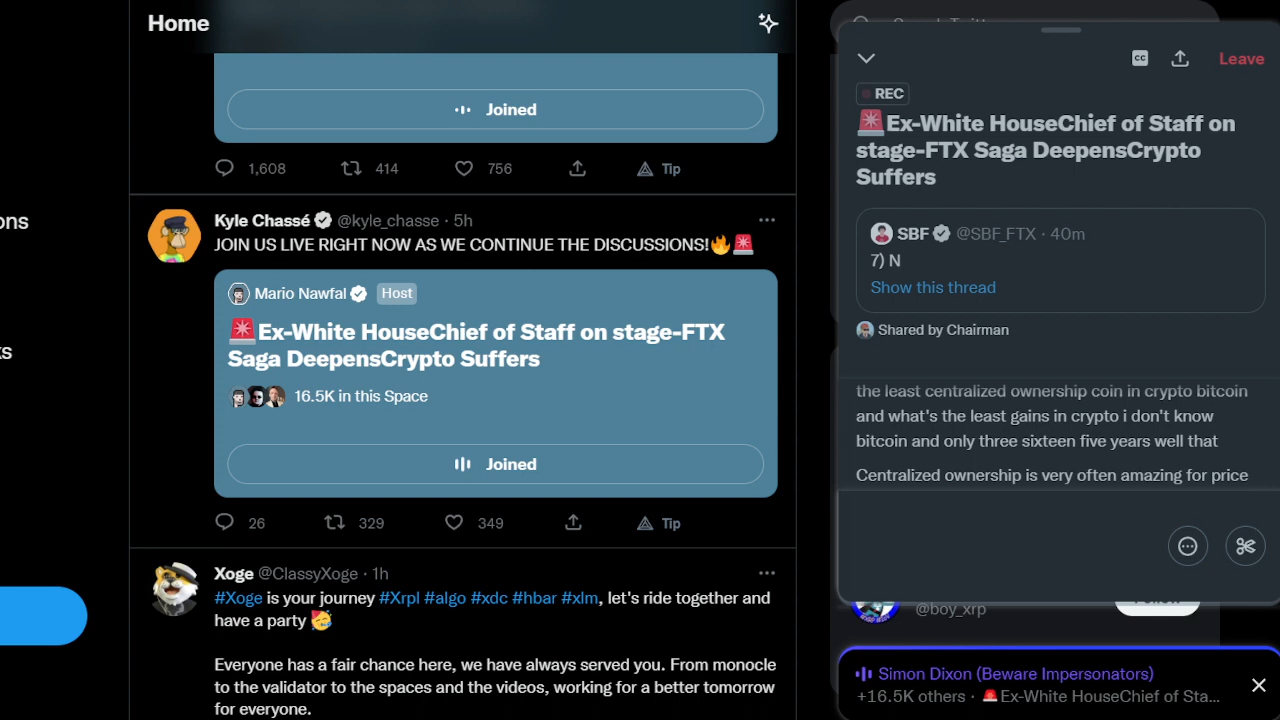 Home
Joined
1,608 414 756 Tip
ons
Kyle Chassé @kyle_chasse · 5h
JOIN US LIVE RIGHT NOW AS WE CONTINUE THE DISCUSSIONS!🔥🚨
Mario Nawfal Host
🚨Ex-White HouseChief of Staff on stage-FTX
Saga DeepensCrypto Suffers
16.5K in this Space
Joined
26 329 349 Tip
s
Xoge @ClassyXoge · 1h
#Xoge is your journey #Xrpl #algo #xdc #hbar #xlm, let's ride together and
have a party 🥳
Everyone has a fair chance here, we have always served you. From monocle
to the validator to the spaces and the videos, working for a better tomorrow
for everyone.
CC Leave
REC
🚨Ex-White HouseChief of Staff on
stage-FTX Saga DeepensCrypto
Suffers
SBF @SBF_FTX · 40m
7) N
Show this thread
Shared by Chairman
the least centralized ownership coin in crypto bitcoin
and what's the least gains in crypto i don't know
bitcoin and only three sixteen five years well that
Centralized ownership is very often amazing for price
@boy_xrp
Simon Dixon (Beware Impersonators)
+16.5K others · 🚨Ex-White HouseChief of Sta...